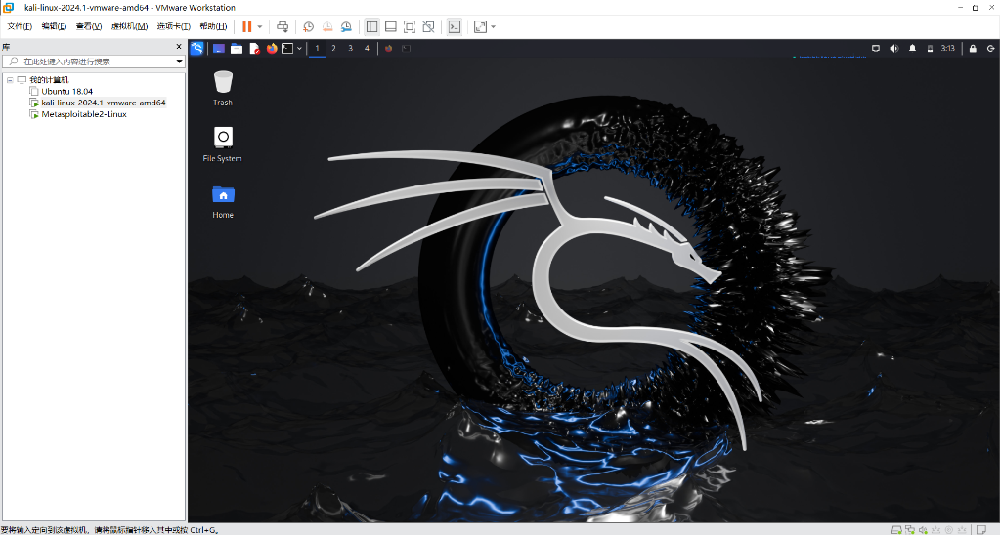 kali-linux-2024.1-vmware-amd64 - VMware Workstation
文件(F) 编辑(E) 查看(V) 虚拟机(M) 选项卡(T) 帮助(H)
库
在此处键入内容进行搜索
我的计算机
Ubuntu 18.04
kali-linux-2024.1-vmware-amd64
Metasploitable2-Linux
1 2 3 4
3:13
Trash
File System
Home
要将输入定向到该虚拟机，请将鼠标指针移入其中或按 Ctrl+G。